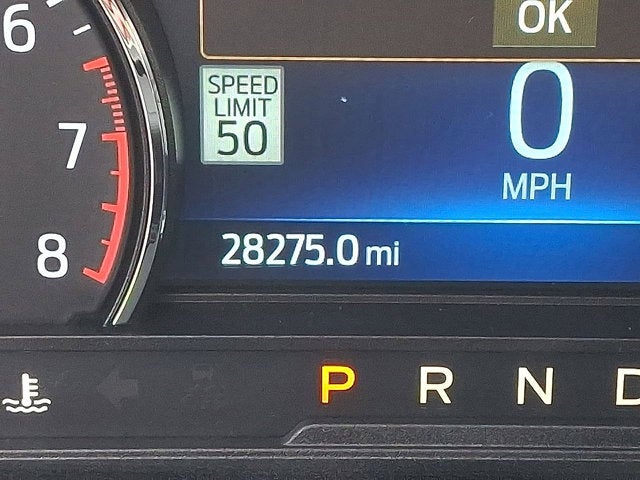 6
7
8
OK
SPEED
LIMIT
50
0
MPH
28275.0 mi
P R N D